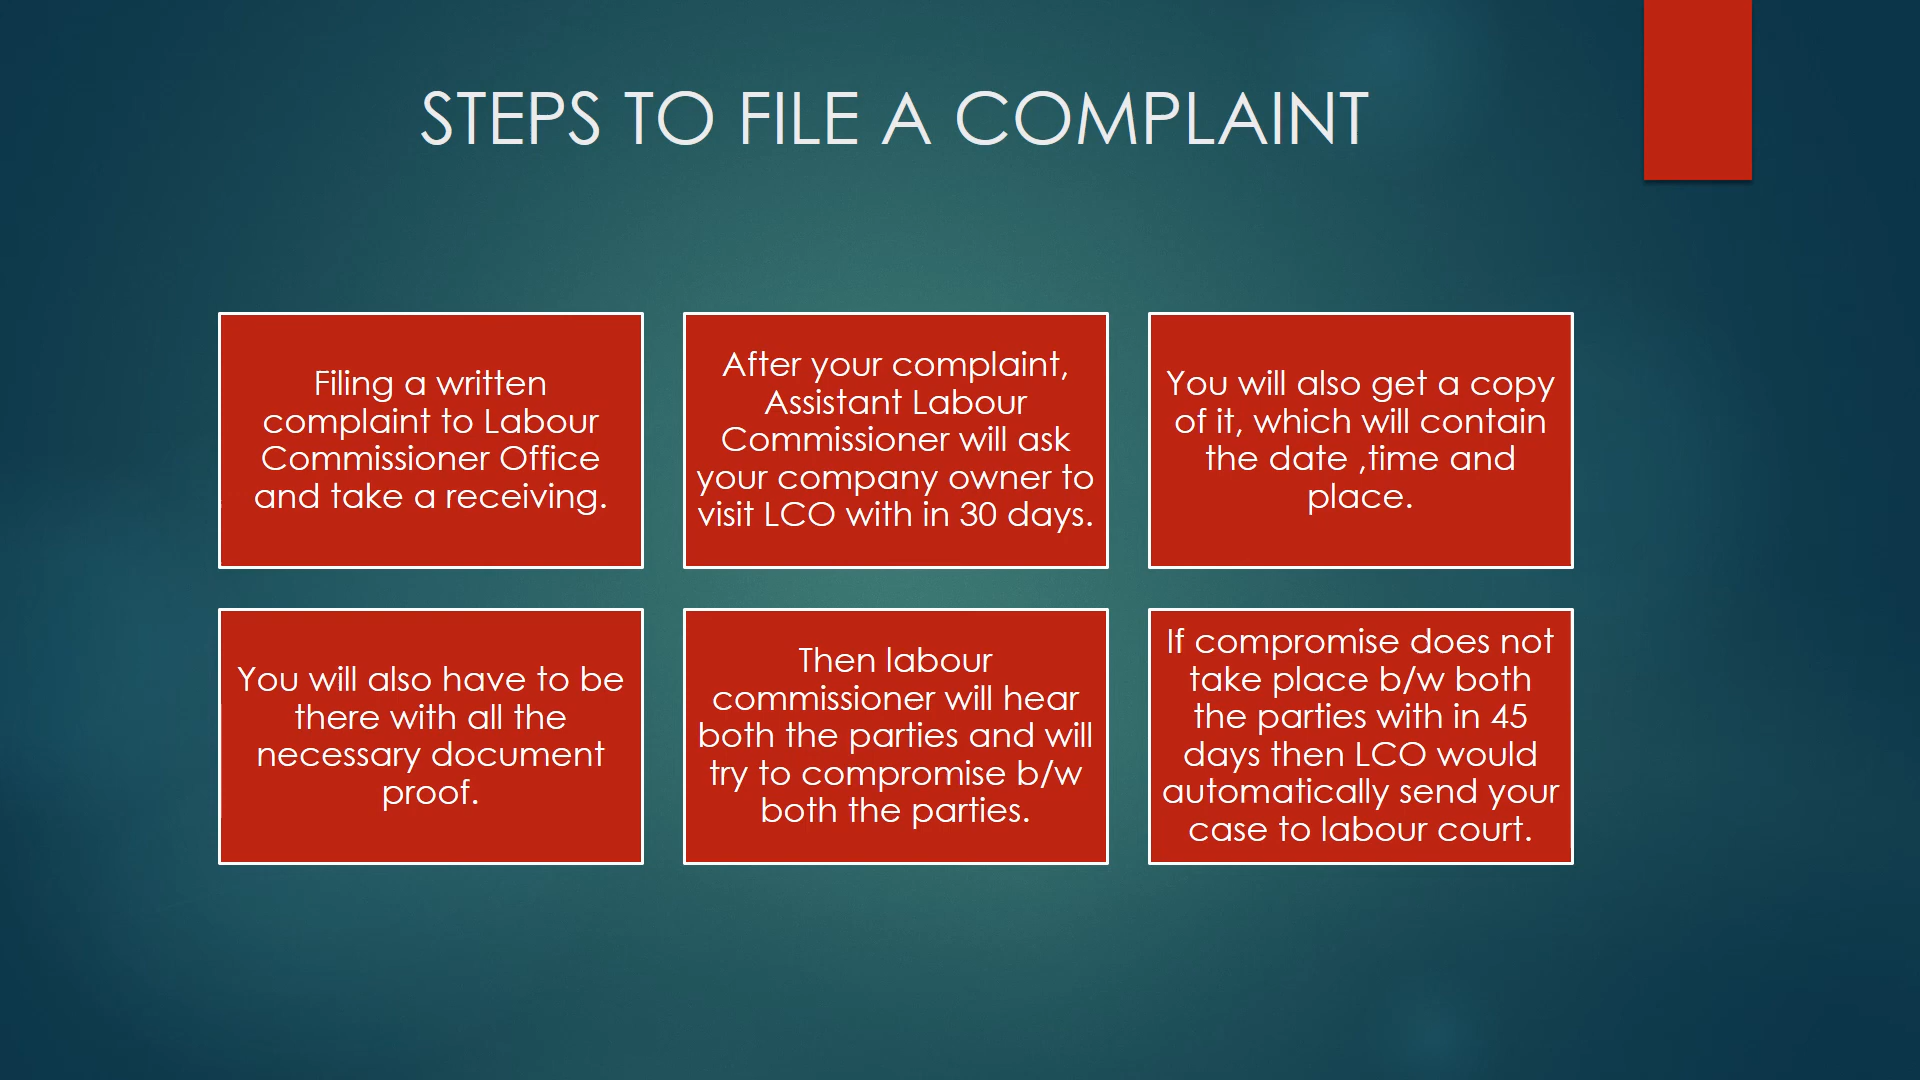 STEPS TO FILE A COMPLAINT
Filing a written
complaint to Labour
Commissioner Office
and take a receiving.
After your complaint,
Assistant Labour
Commissioner will ask
your company owner to
visit LCO with in 30 days.
You will also get a copy
of it, which will contain
the date ,time and
place.
You will also have to be
there with all the
necessary document
proof.
Then labour
commissioner will hear
both the parties and will
try to compromise b/w
both the parties.
If compromise does not
take place b/w both
the parties with in 45
days then LCO would
automatically send your
case to labour court.